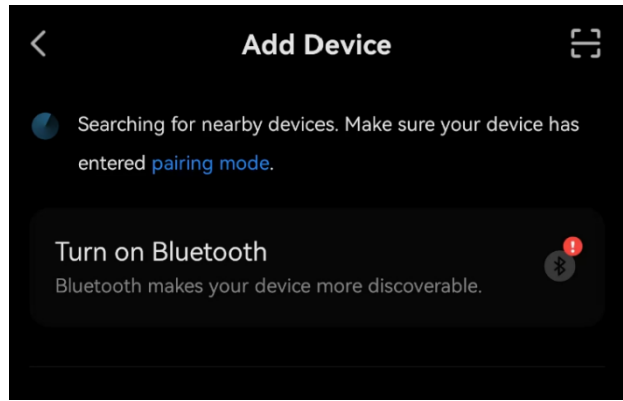 Add Device
Searching for nearby devices. Make sure your device has
entered pairing mode.
Turn on Bluetooth
Bluetooth makes your device more discoverable.